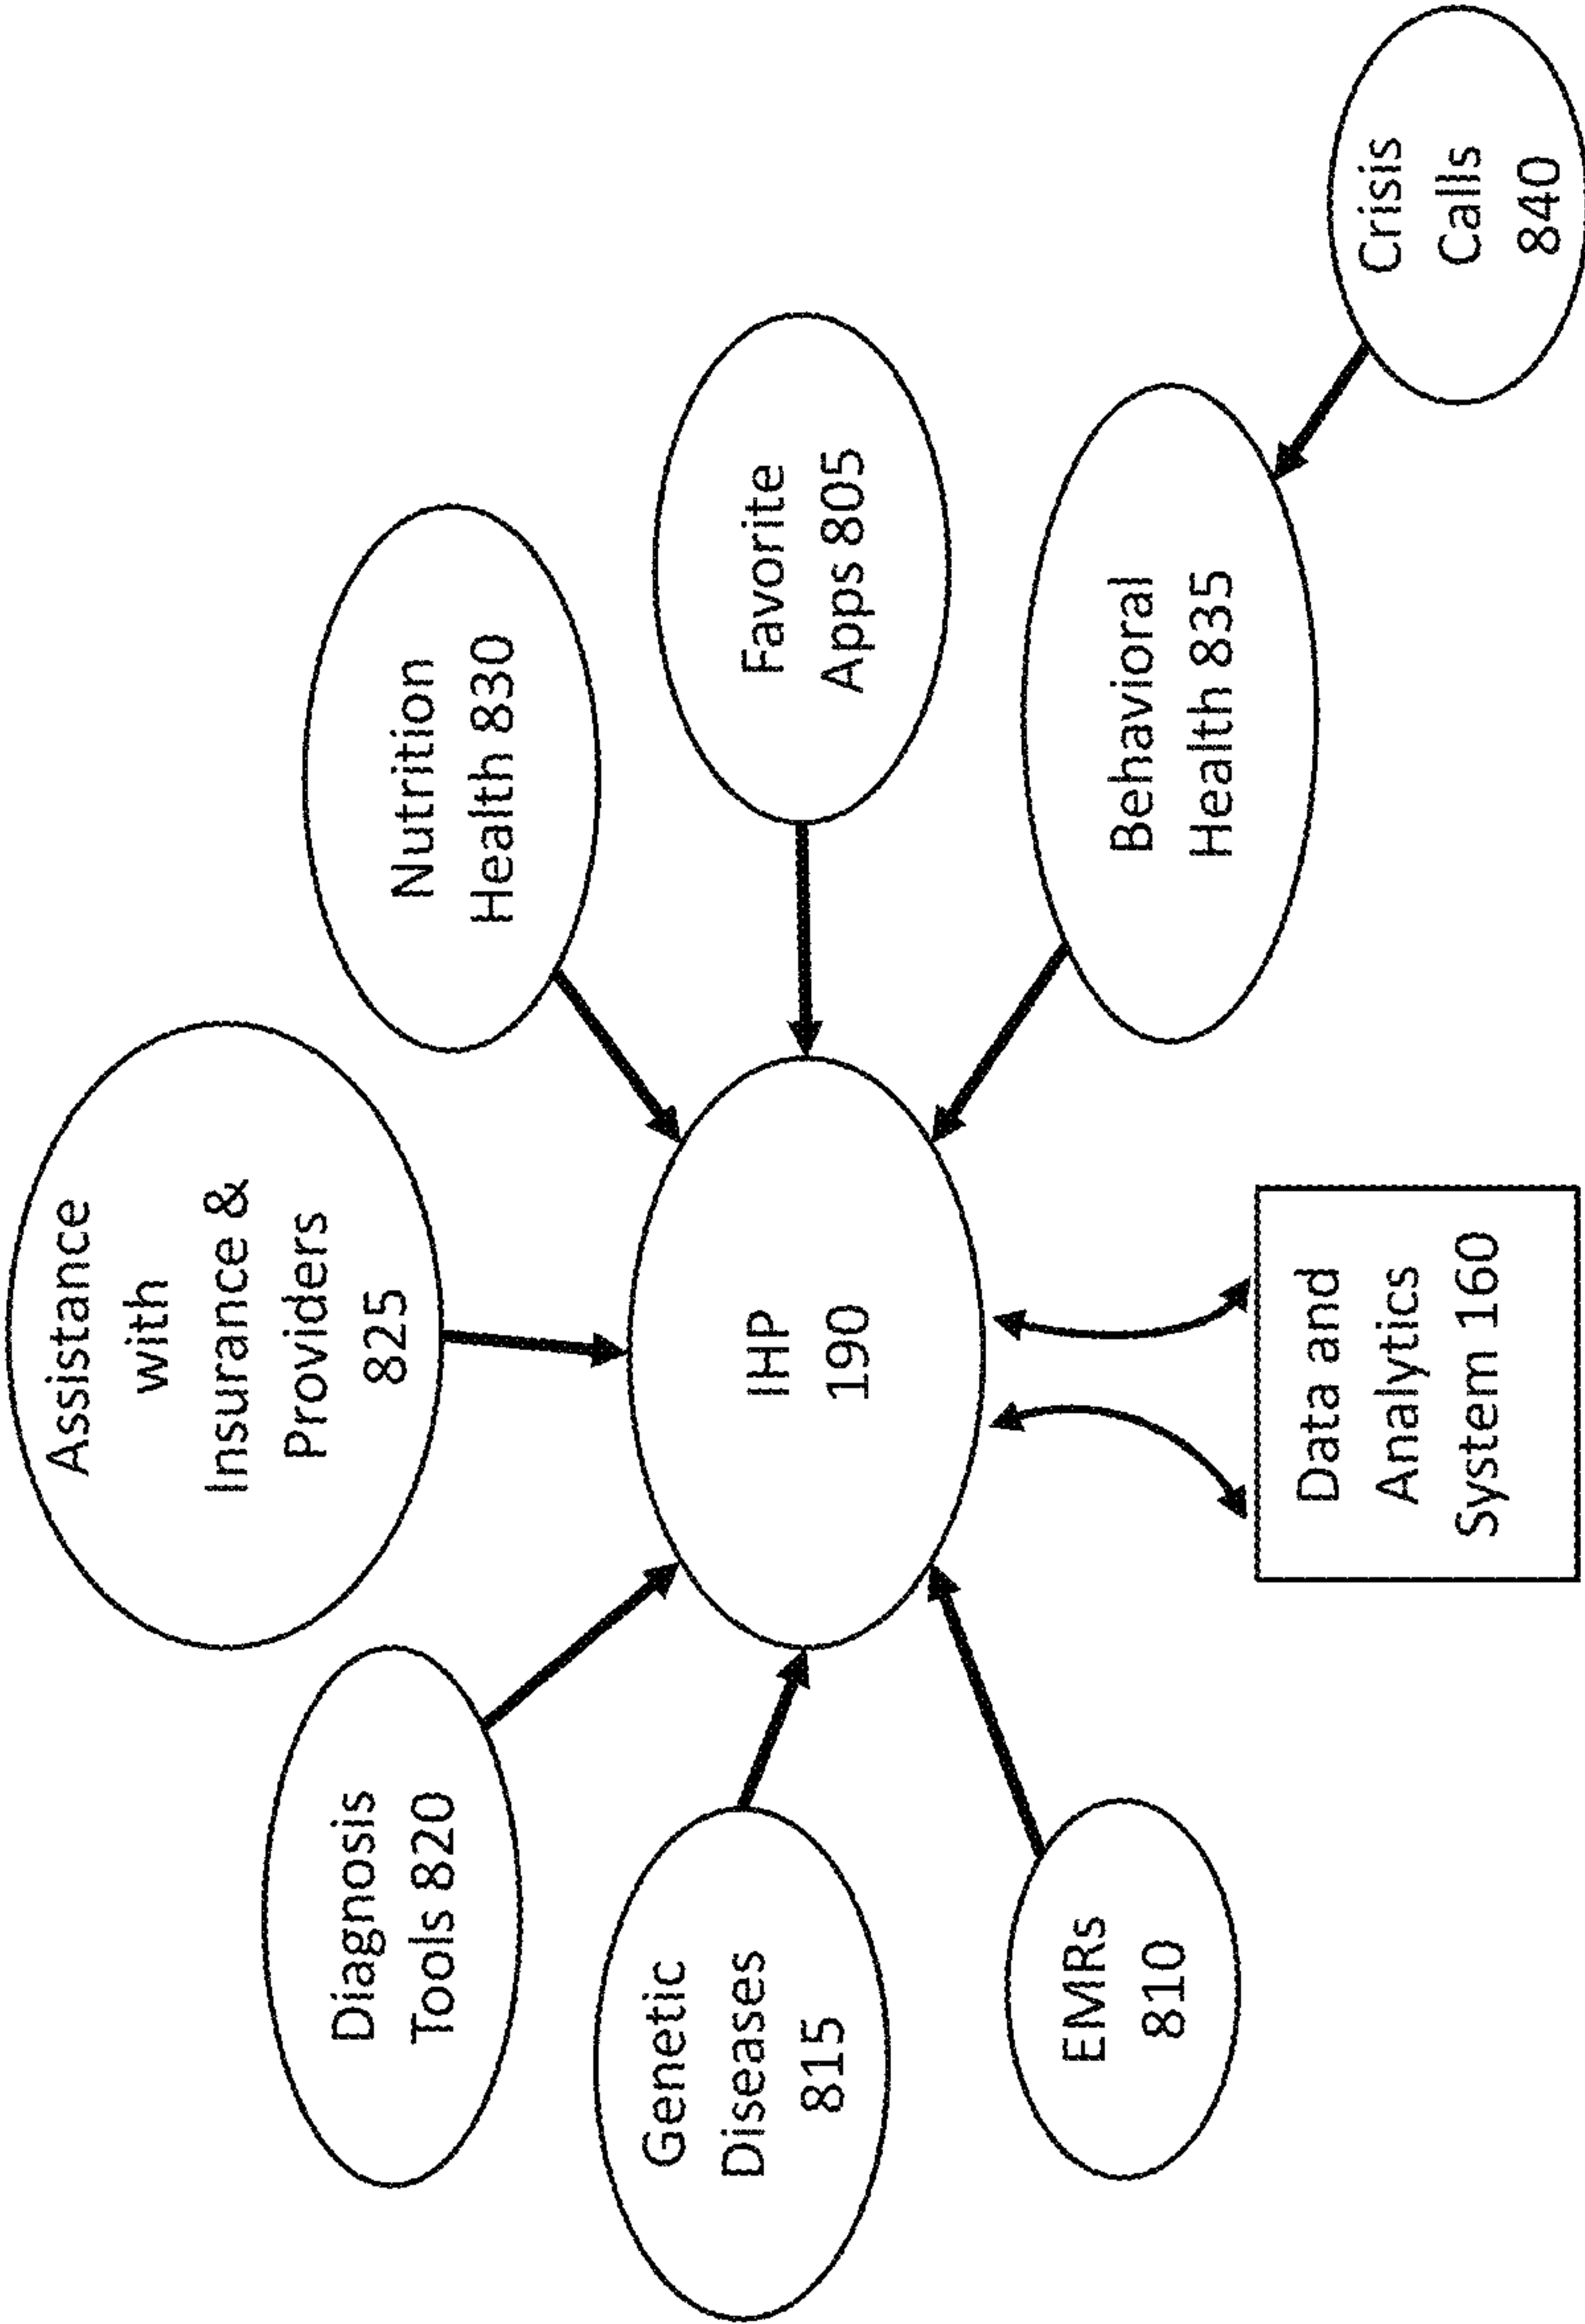 Assistance
with
Insurance &
Providers
825
Diagnosis
Tools 820
Nutrition
Health 830
Genetic
Diseases
815
IHP
190
Favorite
Apps 805
EMRs
810
Behavioral
Health 835
Data and
Analytics
System 160
Crisis
Calls
840